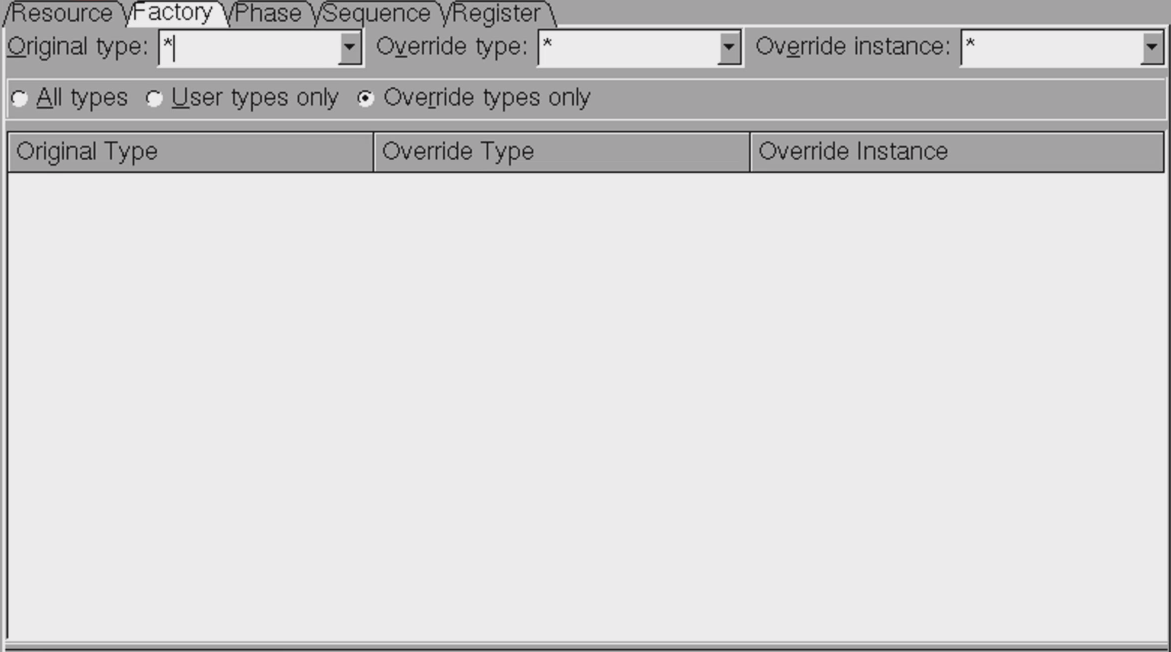 Resource Factory Phase Sequence Register
Original type: * Override type: * Override instance: *
All types User types only Override types only
Original Type Override Type Override Instance